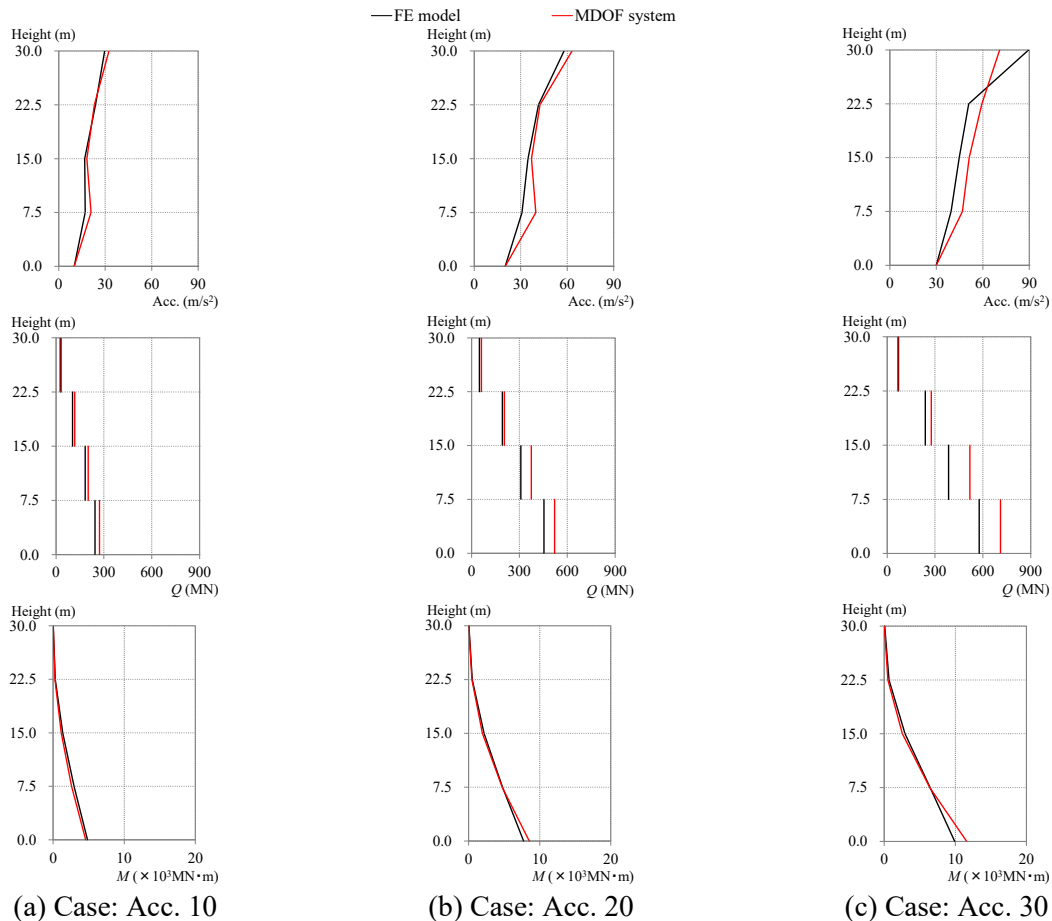 FE model MDOF system
Height (m) Height (m) Height (m)
30.0 30.0 30.0
22.5 22.5 22.5
15.0 15.0 15.0
7.5 7.5 7.5
0.0 0.0 0.0
0 30 60 90 0 30 60 90 0 30 60 90
Acc. (m/s²) Acc. (m/s²) Acc. (m/s²)
Height (m) Height (m) Height (m)
30.0 30.0 30.0
22.5 22.5 22.5
15.0 15.0 15.0
7.5 7.5 7.5
0.0 0.0 0.0
0 300 600 900 0 300 600 900 0 300 600 900
Q (MN) Q (MN) Q (MN)
Height (m) Height (m) Height (m)
30.0 30.0 30.0
22.5 22.5 22.5
15.0 15.0 15.0
7.5 7.5 7.5
0.0 0.0 0.0
0 10 20 0 10 20 0 10 20
M (×10³MN・m) M (×10³MN・m) M (×10³MN・m)
(a) Case: Acc. 10 (b) Case: Acc. 20 (c) Case: Acc. 30